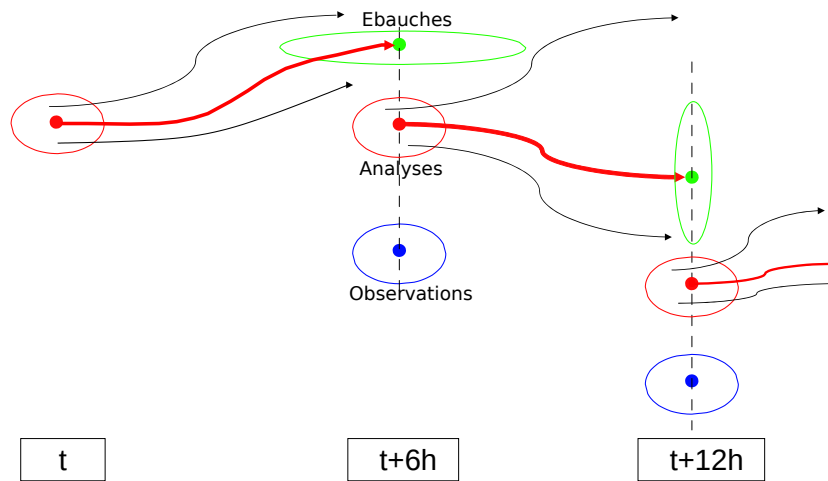 Ebauches
Analyses
Observations
t
t+6h
t+12h